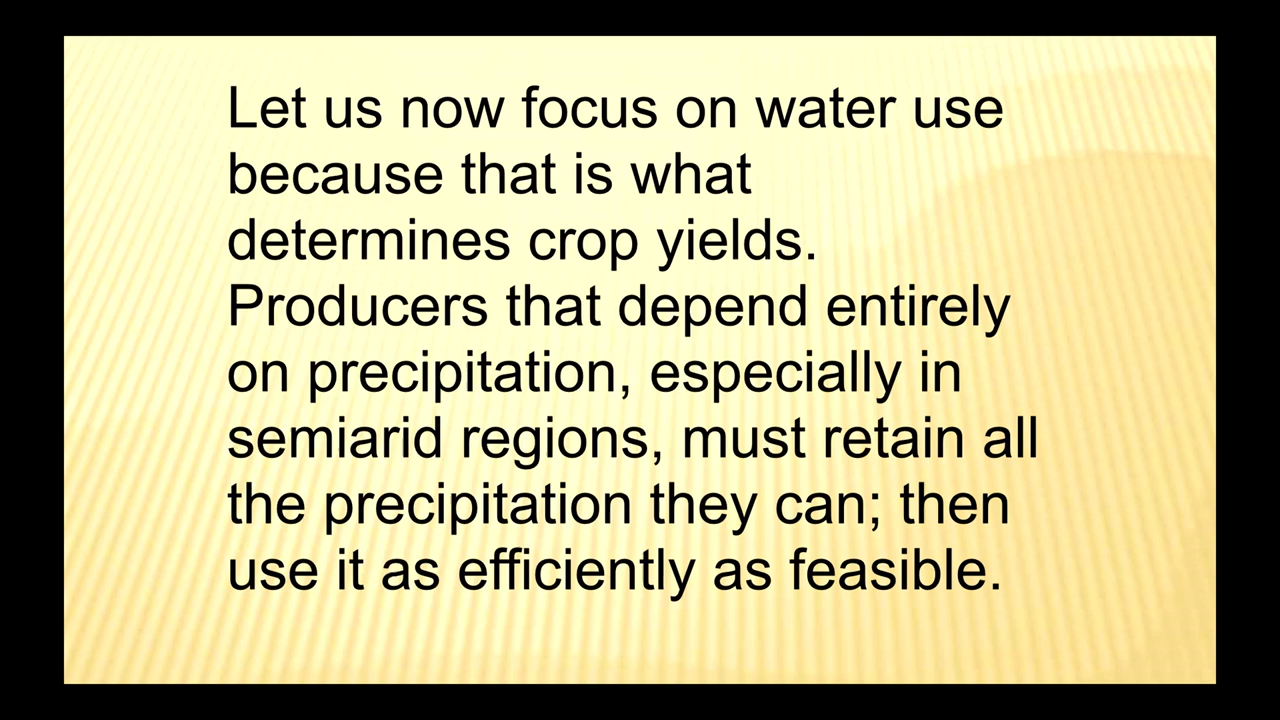 Let us now focus on water use
because that is what
determines crop yields.
Producers that depend entirely
on precipitation, especially in
semiarid regions, must retain all
the precipitation they can; then
use it as efficiently as feasible.